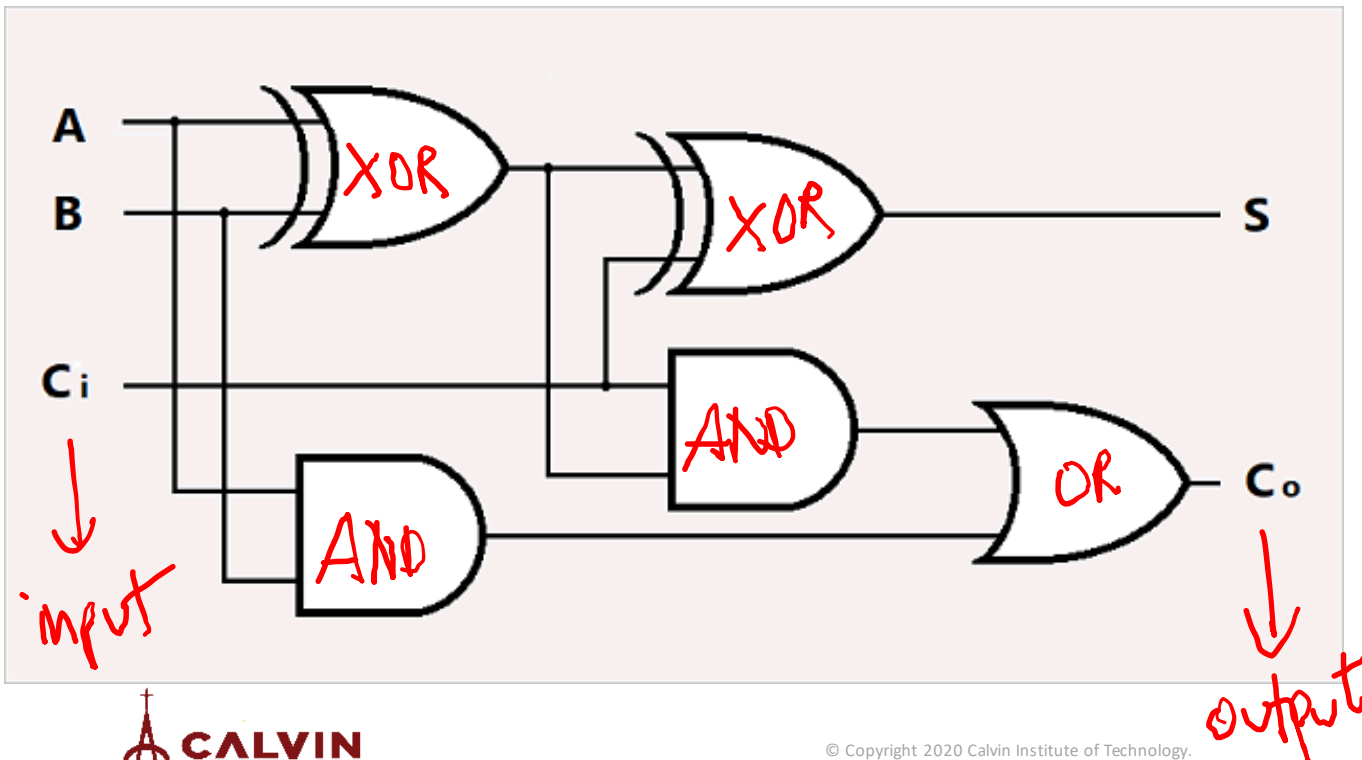 A
XOR
XOR
B
S
Ci
AND
AND
OR
Co
input
output
CALVIN
© Copyright 2020 Calvin Institute of Technology.